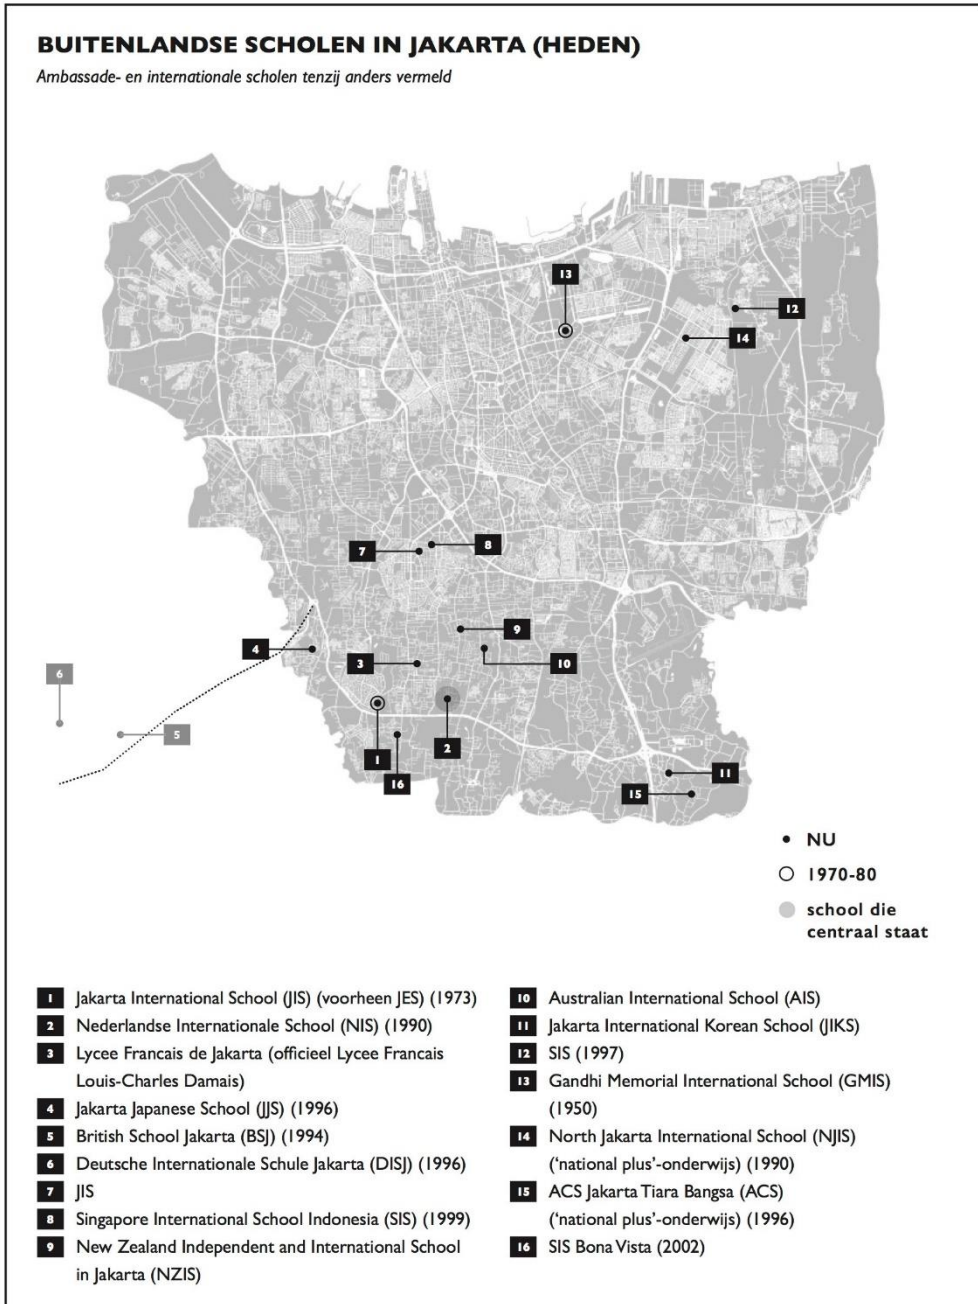 BUITENLANDSE SCHOLEN IN JAKARTA (HEDEN)
Ambassade- en internationale scholen tenzij anders vermeld
13
12
14
7
8
9
4
3
10
6
5
1
2
16
11
15
NU
1970-80
school die
centraal staat
1 Jakarta International School (JIS) (voorheen JES) (1973)
2 Nederlandse Internationale School (NIS) (1990)
3 Lycee Francais de Jakarta (officieel Lycee Francais
Louis-Charles Damais)
4 Jakarta Japanese School (JJS) (1996)
5 British School Jakarta (BSJ) (1994)
6 Deutsche Internationale Schule Jakarta (DISJ) (1996)
7 JIS
8 Singapore International School Indonesia (SIS) (1999)
9 New Zealand Independent and International School
in Jakarta (NZIS)
10 Australian International School (AIS)
11 Jakarta International Korean School (JIKS)
12 SIS (1997)
13 Gandhi Memorial International School (GMIS)
(1950)
14 North Jakarta International School (NJIS)
(‘national plus’-onderwijs) (1990)
15 ACS Jakarta Tiara Bangsa (ACS)
(‘national plus’-onderwijs) (1996)
16 SIS Bona Vista (2002)